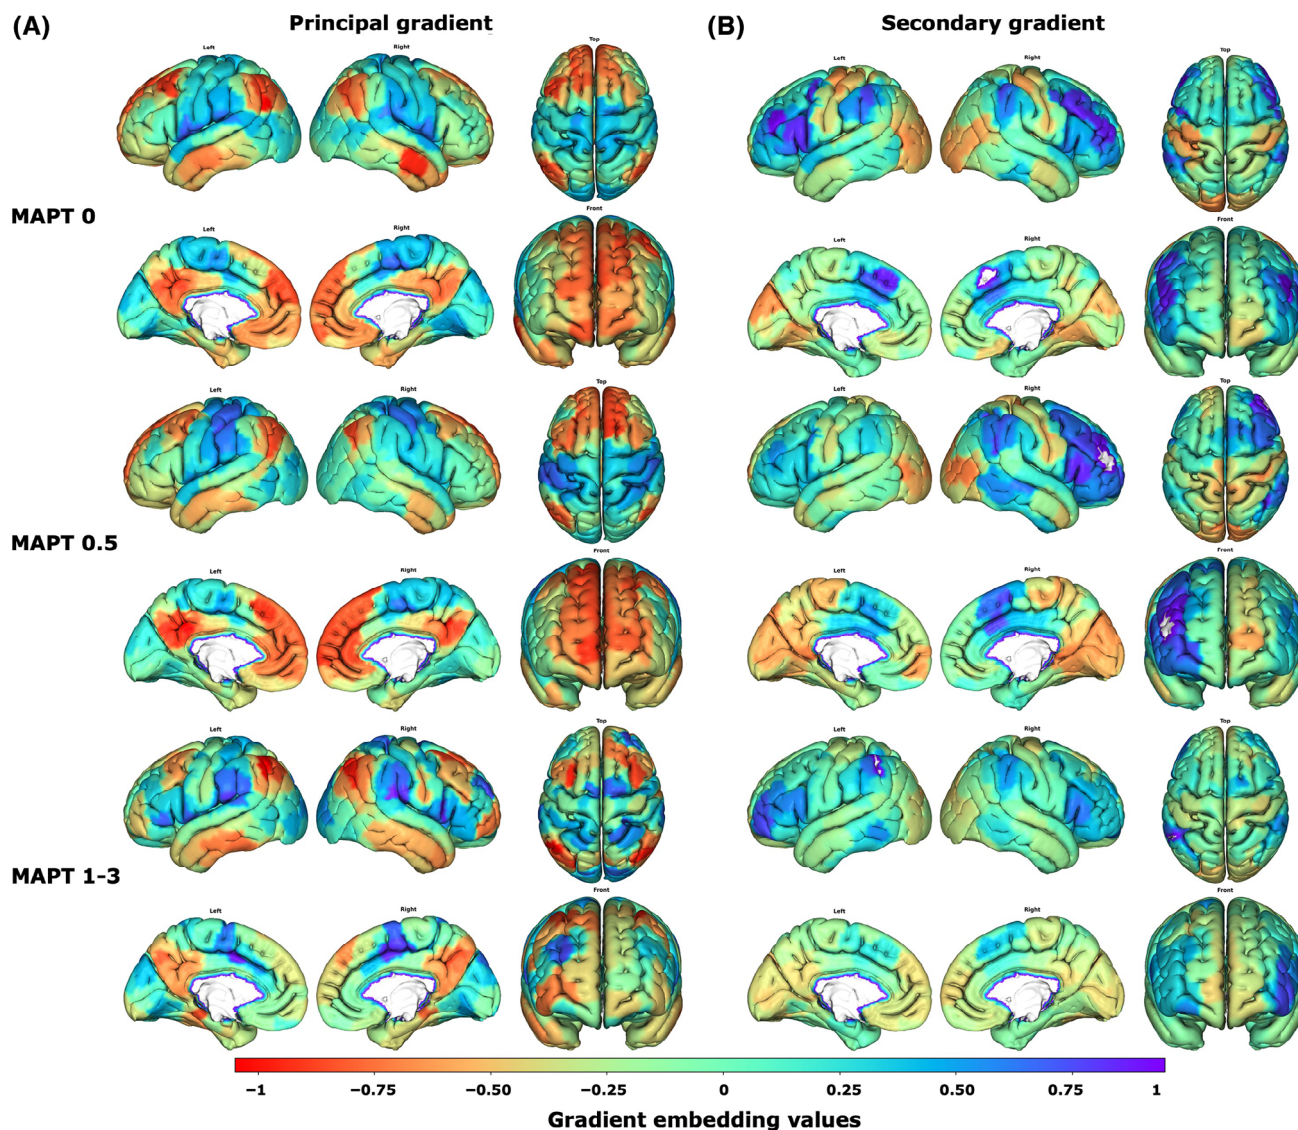 (A) Principal gradient (B) Secondary gradient
Left Right Top Left Right Top
MAPT 0
Left Right Front Left Right Front
Left Right Top Left Right Top
MAPT 0.5
Left Right Front Left Right Front
Left Right Top Left Right Top
MAPT 1-3
Left Right Front Left Right Front
−1 −0.75 −0.50 −0.25 0 0.25 0.50 0.75 1
Gradient embedding values